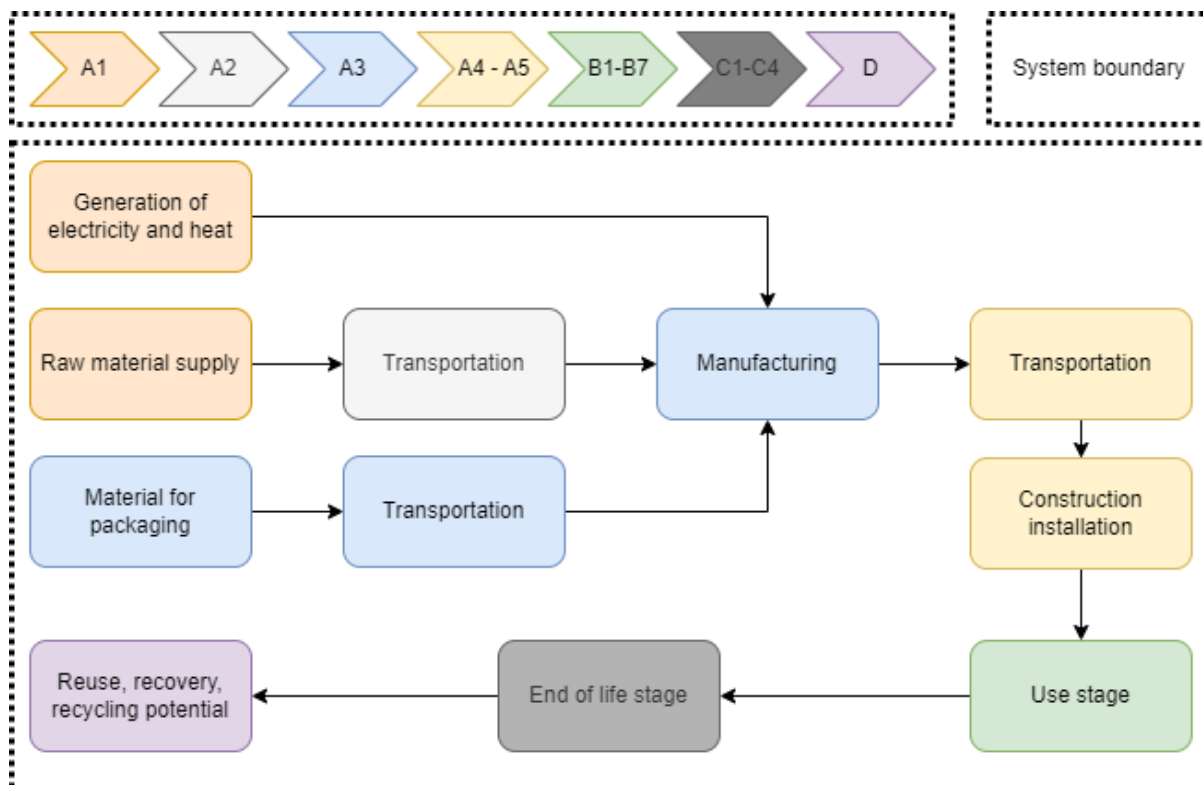 A1
A2
A3
A4 - A5
B1-B7
C1-C4
D
System boundary
Generation of
electricity and heat
Raw material supply
Transportation
Manufacturing
Transportation
Material for
packaging
Transportation
Construction
installation
Reuse, recovery,
recycling potential
End of life stage
Use stage